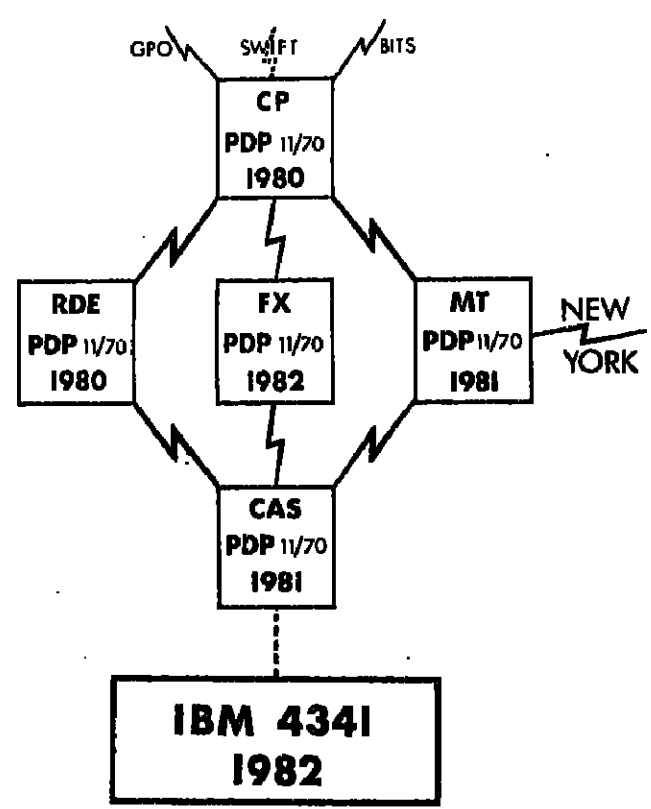 GPO
SWIFT
BITS
CP
PDP 11/70
1980
RDE
PDP 11/70
1980
FX
PDP 11/70
1982
MT
PDP 11/70
1981
NEW
YORK
CAS
PDP 11/70
1981
IBM 4341
1982